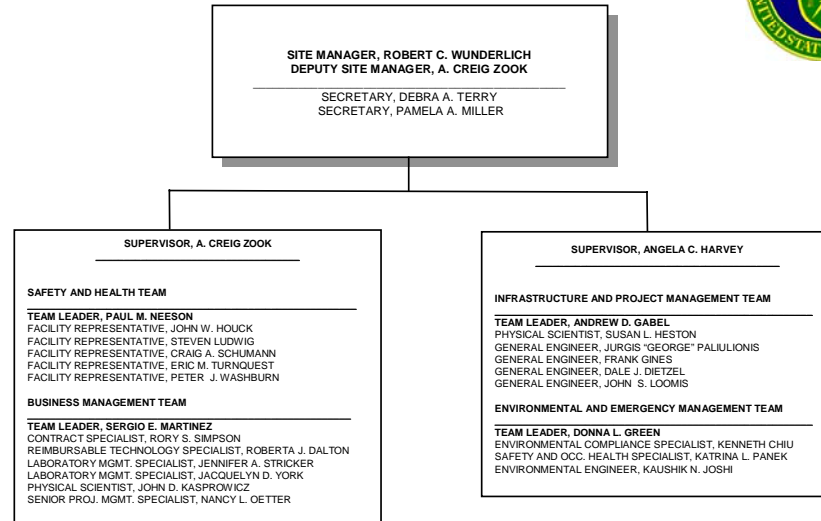 SITE MANAGER, ROBERT C. WUNDERLICH
DEPUTY SITE MANAGER, A. CREIG ZOOK
SECRETARY, DEBRA A. TERRY
SECRETARY, PAMELA A. MILLER
UNITED STAT
SUPERVISOR, A. CREIG ZOOK
SAFETY AND HEALTH TEAM
TEAM LEADER, PAUL M. NEESON
FACILITY REPRESENTATIVE, JOHN W. HOUCK
FACILITY REPRESENTATIVE, STEVEN LUDWIG
FACILITY REPRESENTATIVE, CRAIG A. SCHUMANN
FACILITY REPRESENTATIVE, ERIC M. TURNQUEST
FACILITY REPRESENTATIVE, PETER J. WASHBURN
BUSINESS MANAGEMENT TEAM
TEAM LEADER, SERGIO E. MARTINEZ
CONTRACT SPECIALIST, RORY S. SIMPSON
REIMBURSABLE TECHNOLOGY SPECIALIST, ROBERTA J. DALTON
LABORATORY MGMT. SPECIALIST, JENNIFER A. STRICKER
LABORATORY MGMT. SPECIALIST, JACQUELYN D. YORK
PHYSICAL SCIENTIST, JOHN D. KASPROWICZ
SENIOR PROJ. MGMT. SPECIALIST, NANCY L. OETTER
SUPERVISOR, ANGELA C. HARVEY
INFRASTRUCTURE AND PROJECT MANAGEMENT TEAM
TEAM LEADER, ANDREW D. GABEL
PHYSICAL SCIENTIST, SUSAN L. HESTON
GENERAL ENGINEER, JURGIS “GEORGE” PALIULIONIS
GENERAL ENGINEER, FRANK GINES
GENERAL ENGINEER, DALE J. DIETZEL
GENERAL ENGINEER, JOHN S. LOOMIS
ENVIRONMENTAL AND EMERGENCY MANAGEMENT TEAM
TEAM LEADER, DONNA L. GREEN
ENVIRONMENTAL COMPLIANCE SPECIALIST, KENNETH CHIU
SAFETY AND OCC. HEALTH SPECIALIST, KATRINA L. PANEK
ENVIRONMENTAL ENGINEER, KAUSHIK N. JOSHI